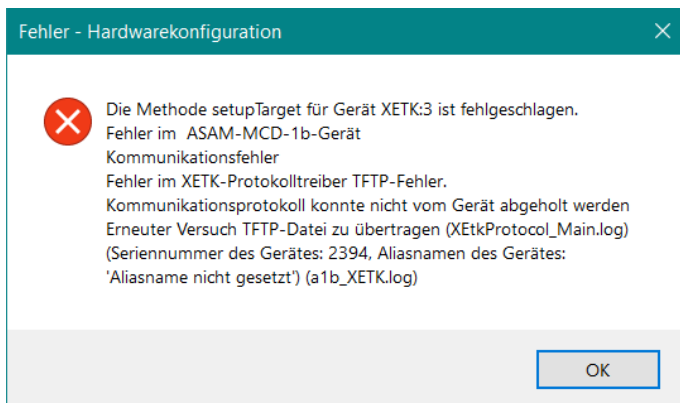 Fehler - Hardwarekonfiguration
Die Methode setupTarget für Gerät XETK:3 ist fehlgeschlagen.
Fehler im  ASAM-MCD-1b-Gerät
Kommunikationsfehler
Fehler im XETK-Protokolltreiber TFTP-Fehler.
Kommunikationsprotokoll konnte nicht vom Gerät abgeholt werden
Erneuter Versuch TFTP-Datei zu übertragen (XEtkProtocol_Main.log)
(Seriennummer des Gerätes: 2394, Aliasnamen des Gerätes:
'Aliasname nicht gesetzt') (a1b_XETK.log)
OK